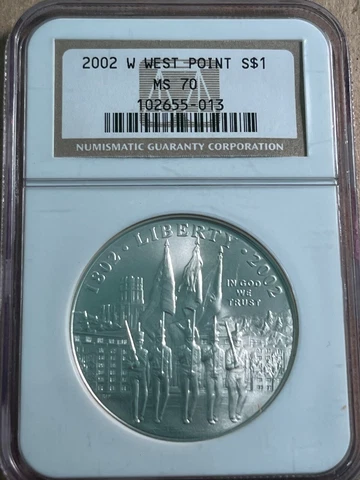 2002 W WEST POINT S$1
MS 70
102655-013
NUMISMATIC GUARANTY CORPORATION
1802 · LIBERTY · 2002
IN GOD
WE
TRUST